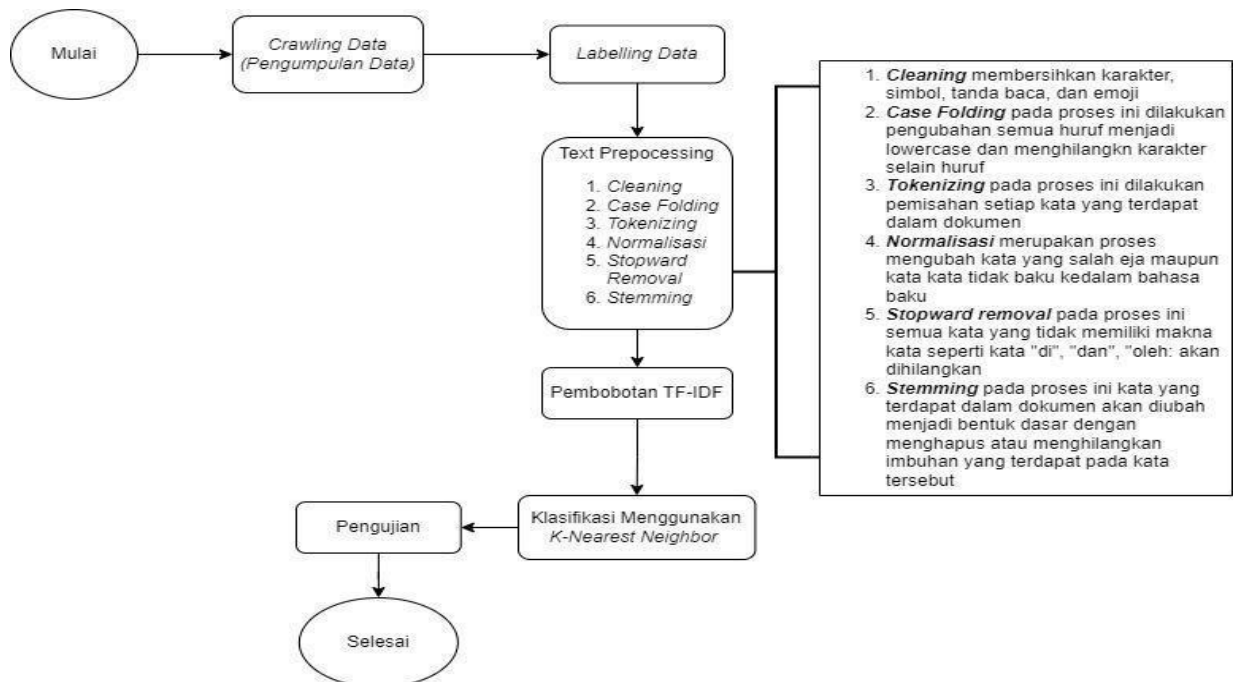 Mulai
Crawling Data
(Pengumpulan Data)
Labelling Data
Text Prepocessing
1. Cleaning
2. Case Folding
3. Tokenizing
4. Normalisasi
5. Stopward
Removal
6. Stemming
1. Cleaning membersihkan karakter,
simbol, tanda baca, dan emoji
2. Case Folding pada proses ini dilakukan
pengubahan semua huruf menjadi
lowercase dan menghilangkn karakter
selain huruf
3. Tokenizing pada proses ini dilakukan
pemisahan setiap kata yang terdapat
dalam dokumen
4. Normalisasi merupakan proses
mengubah kata yang salah eja maupun
kata kata tidak baku kedalam bahasa
baku
5. Stopward removal pada proses ini
semua kata yang tidak memiliki makna
kata seperti kata "di", "dan", "oleh: akan
dihilangkan
6. Stemming pada proses ini kata yang
terdapat dalam dokumen akan diubah
menjadi bentuk dasar dengan
menghapus atau menghilangkan
imbuhan yang terdapat pada kata
tersebut
Pembobotan TF-IDF
Klasifikasi Menggunakan
K-Nearest Neighbor
Pengujian
Selesai